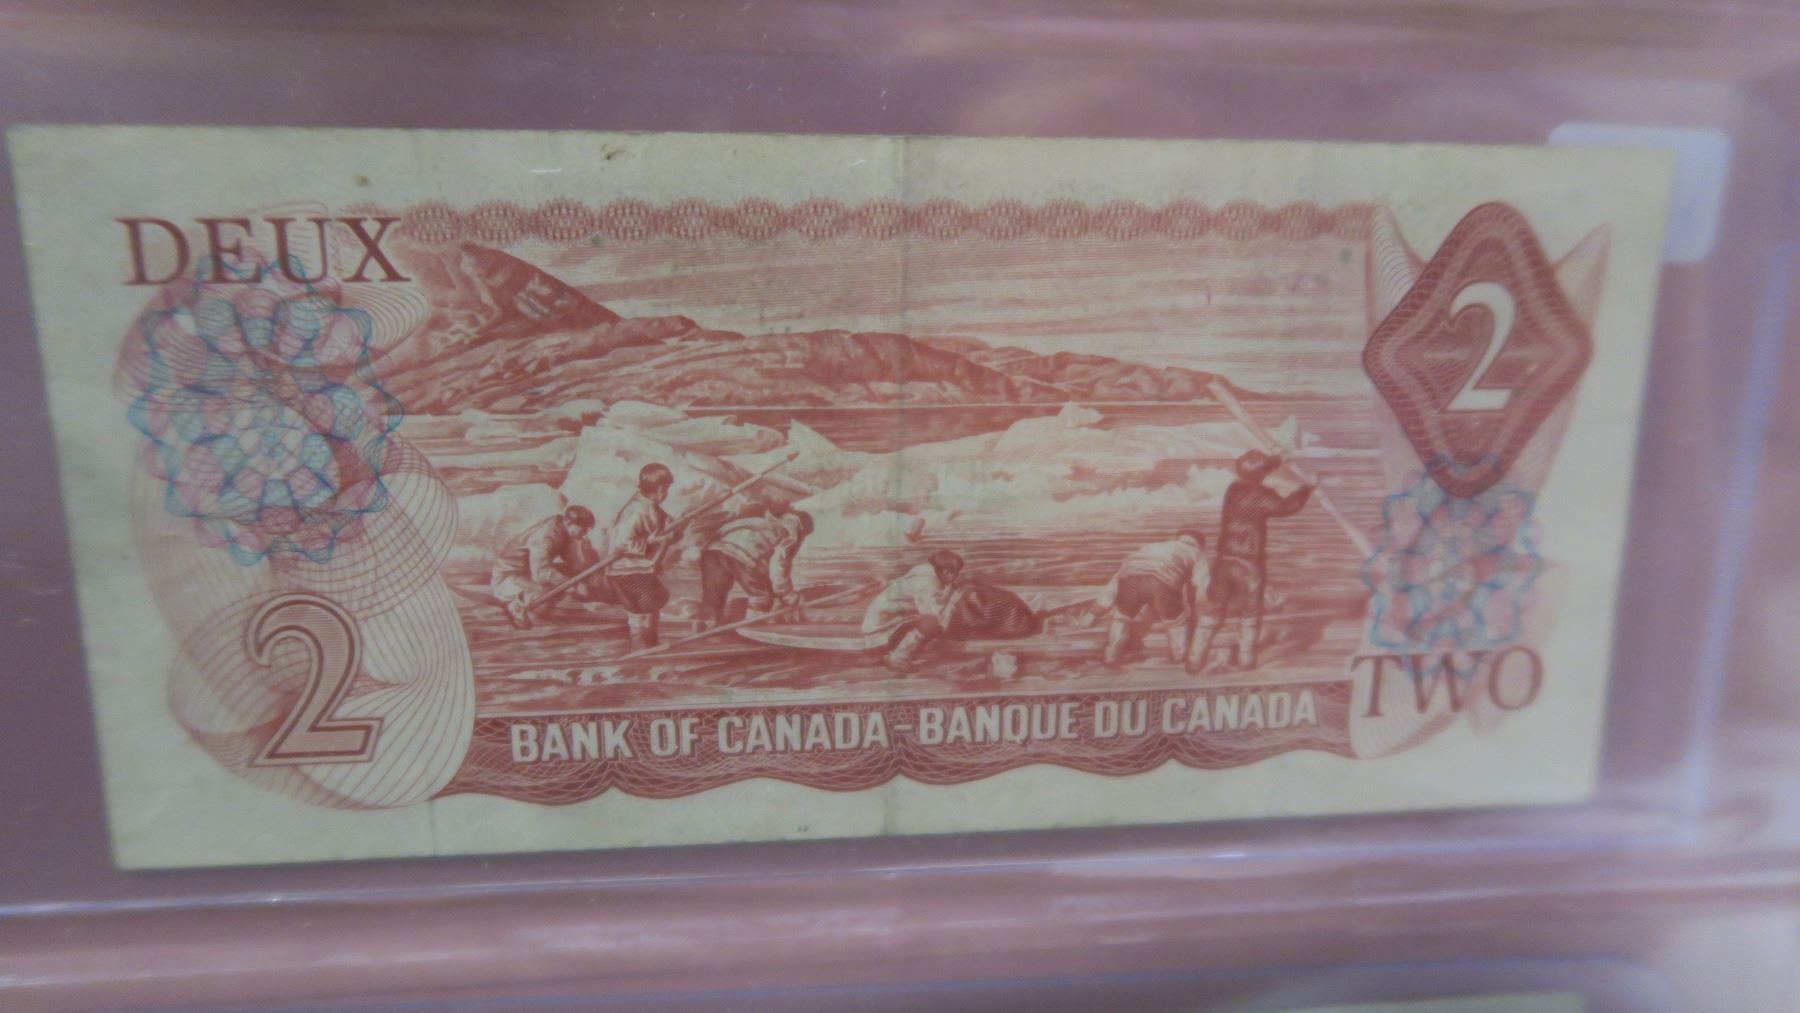 DEUX
2
2
TWO
BANK OF CANADA-BANQUE DU CANADA